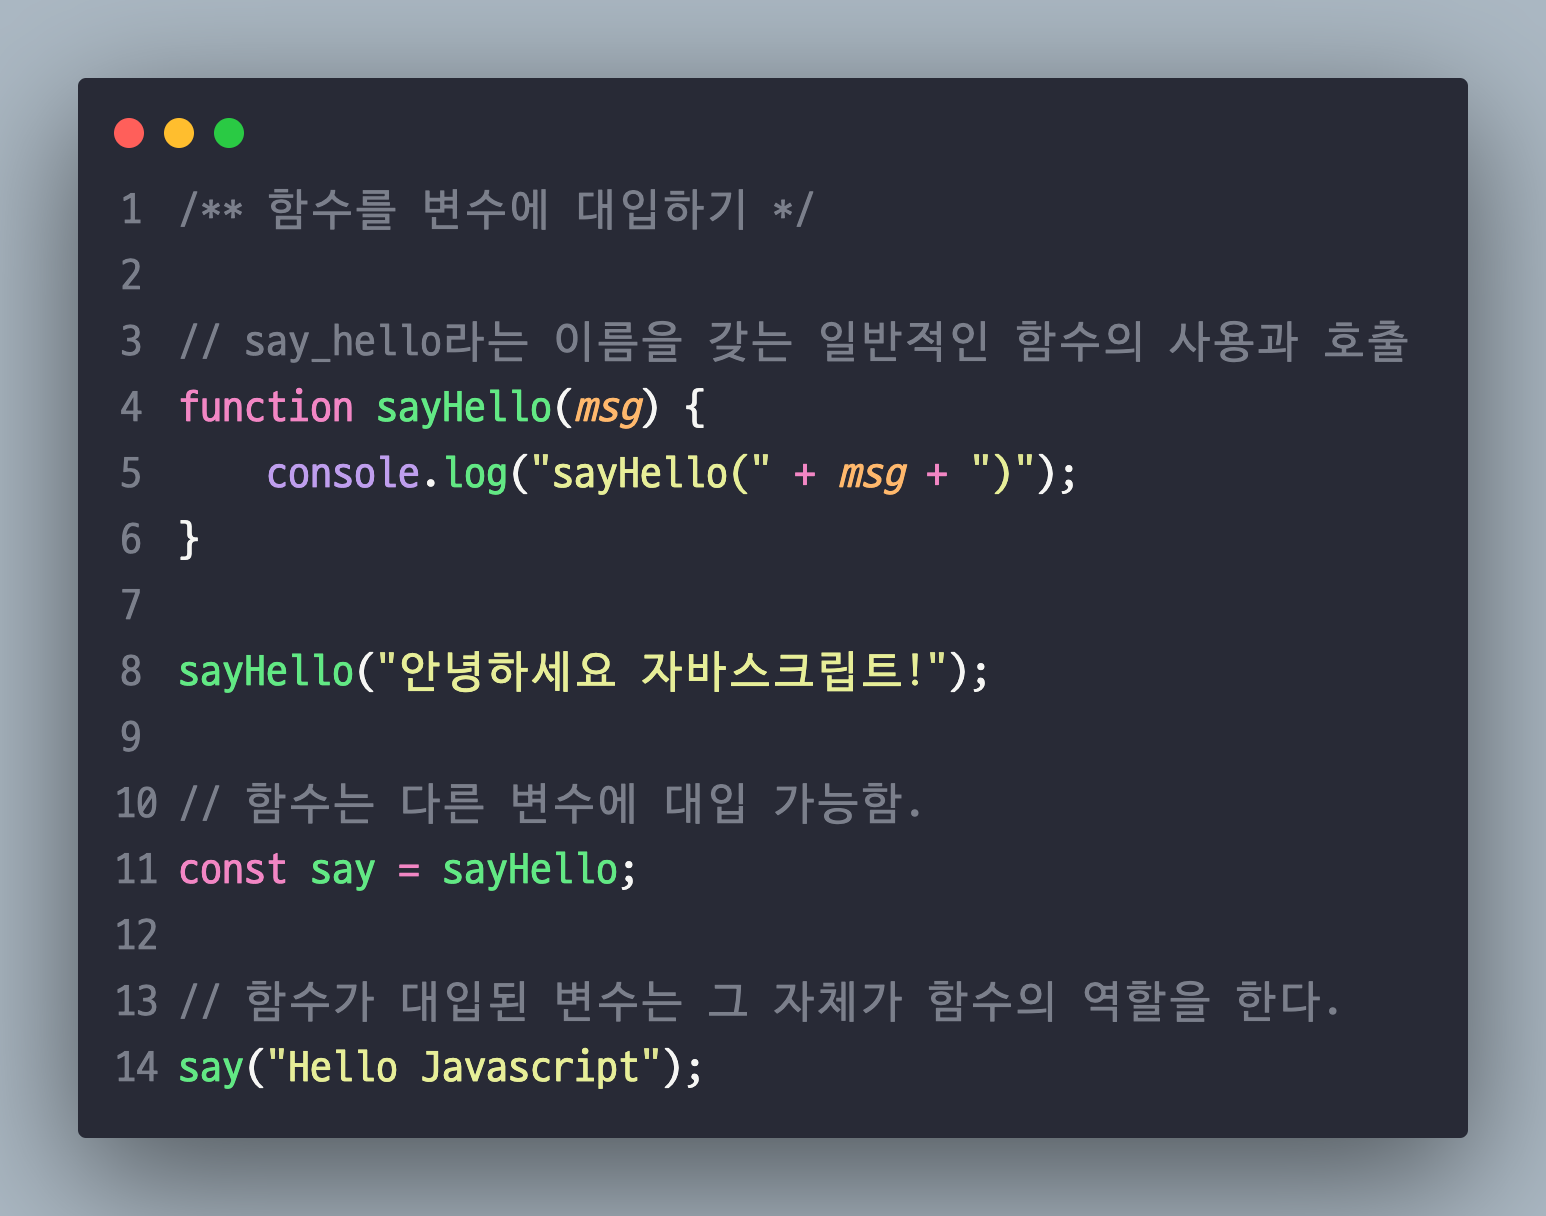 1 /** 함수를 변수에 대입하기 */
2
3 // say_hello라는 이름을 갖는 일반적인 함수의 사용과 호출
4 function sayHello(msg) {
5     console.log("sayHello(" + msg + ")");
6 }
7
8 sayHello("안녕하세요 자바스크립트!");
9
10 // 함수는 다른 변수에 대입 가능함.
11 const say = sayHello;
12
13 // 함수가 대입된 변수는 그 자체가 함수의 역할을 한다.
14 say("Hello Javascript");